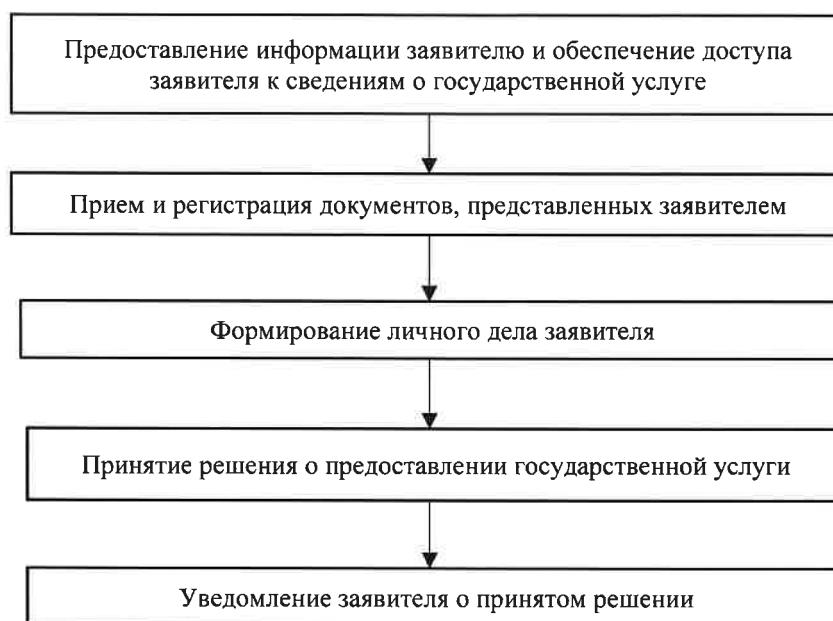 Предоставление информации заявителю и обеспечение доступа
заявителя к сведениям о государственной услуге
Прием и регистрация документов, представленных заявителем
Формирование личного дела заявителя
Принятие решения о предоставлении государственной услуги
Уведомление заявителя о принятом решении